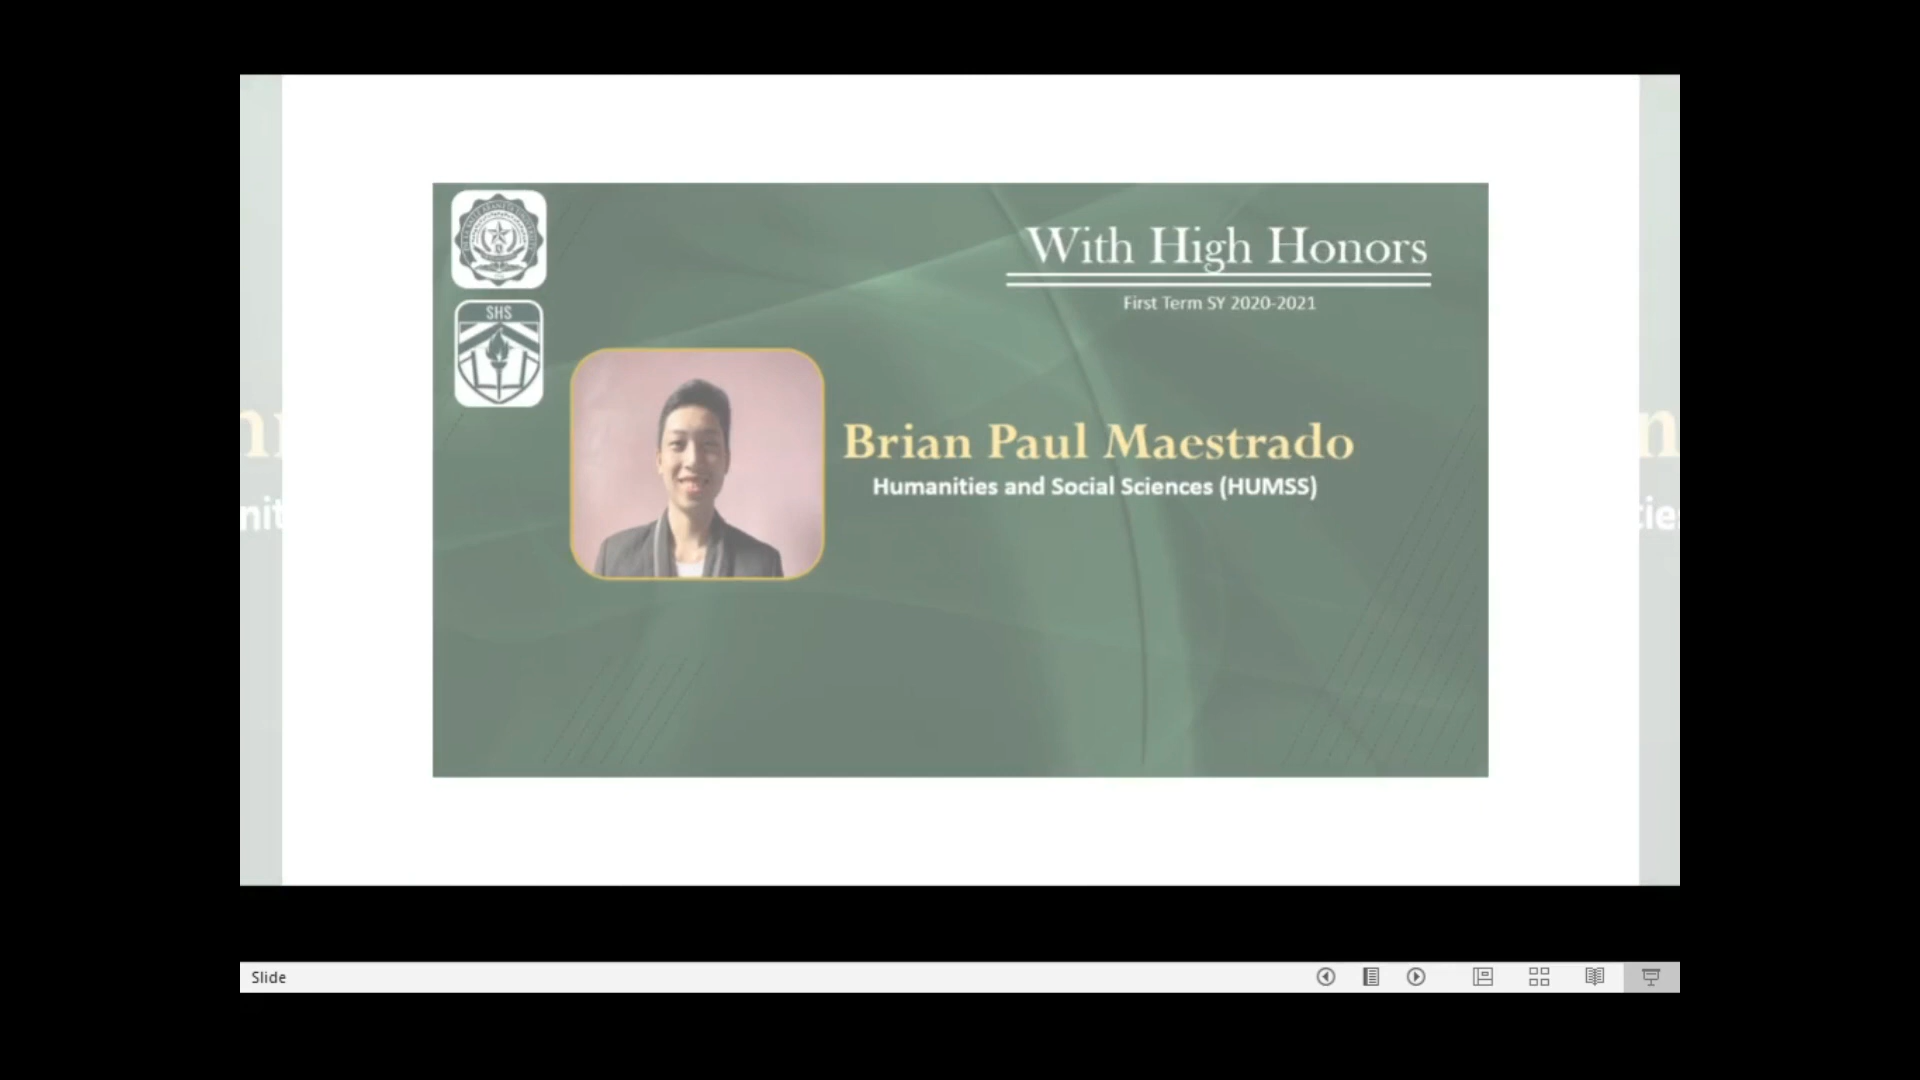 With High Honors
First Term SY 2020-2021
SHS
Brian Paul Maestrado
Humanities and Social Sciences (HUMSS)
Slide